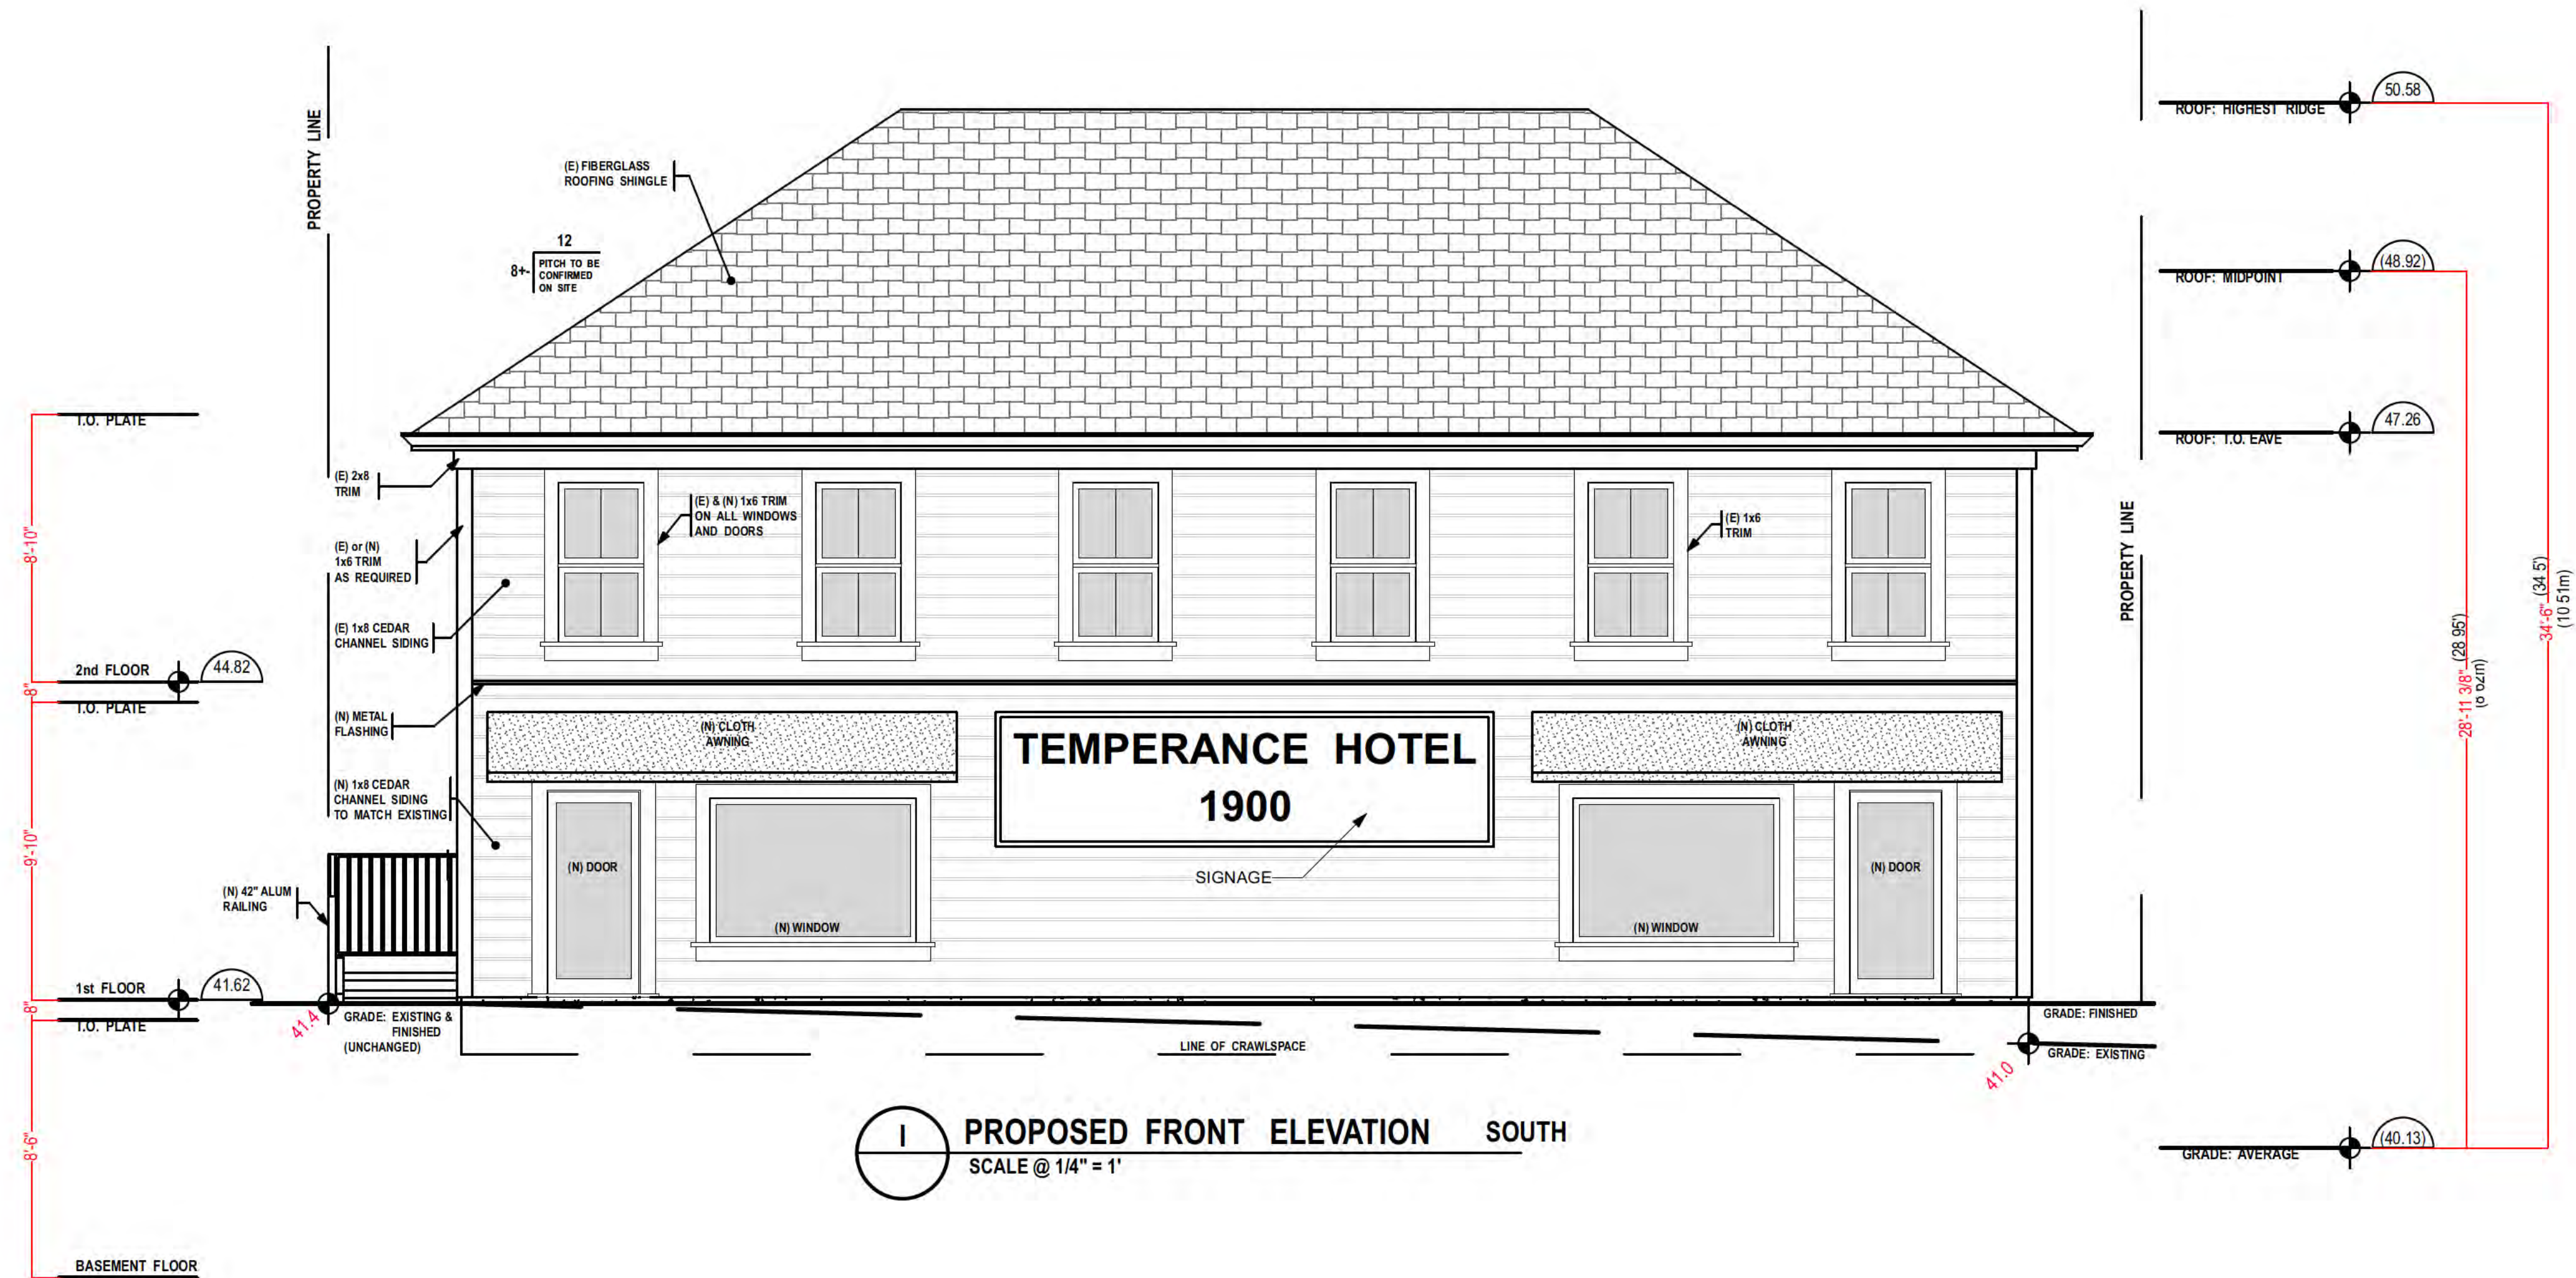 PROPERTY LINE
(E) FIBERGLASS
ROOFING SHINGLE
12
8+-
PITCH TO BE
CONFIRMED
ON SITE
50.58
ROOF: HIGHEST RIDGE
(48.92)
ROOF: MIDPOINT
47.26
ROOF: T.O. EAVE
T.O. PLATE
8'-10"
(E) 2x8
TRIM
(E) & (N) 1x6 TRIM
ON ALL WINDOWS
AND DOORS
(E) 1x6
TRIM
PROPERTY LINE
(E) or (N)
1x6 TRIM
AS REQUIRED
(E) 1x8 CEDAR
CHANNEL SIDING
34'-6" (34 5')
(10 51m)
28'-11 3/8" (28 95')
(8 82m)
2nd FLOOR
44.82
8"
T.O. PLATE
(N) METAL
FLASHING
(N) CLOTH
AWNING
TEMPERANCE HOTEL
1900
SIGNAGE
(N) CLOTH
AWNING
(N) 1x8 CEDAR
CHANNEL SIDING
TO MATCH EXISTING
9'-10"
(N) 42" ALUM
RAILING
(N) DOOR
(N) WINDOW
(N) WINDOW
(N) DOOR
1st FLOOR
41.62
8"
T.O. PLATE
41.4
GRADE: EXISTING &
FINISHED
(UNCHANGED)
LINE OF CRAWLSPACE
GRADE: FINISHED
GRADE: EXISTING
41.0
8'-6"
I
PROPOSED FRONT ELEVATION SOUTH
SCALE @ 1/4" = 1'
(40.13)
GRADE: AVERAGE
BASEMENT FLOOR